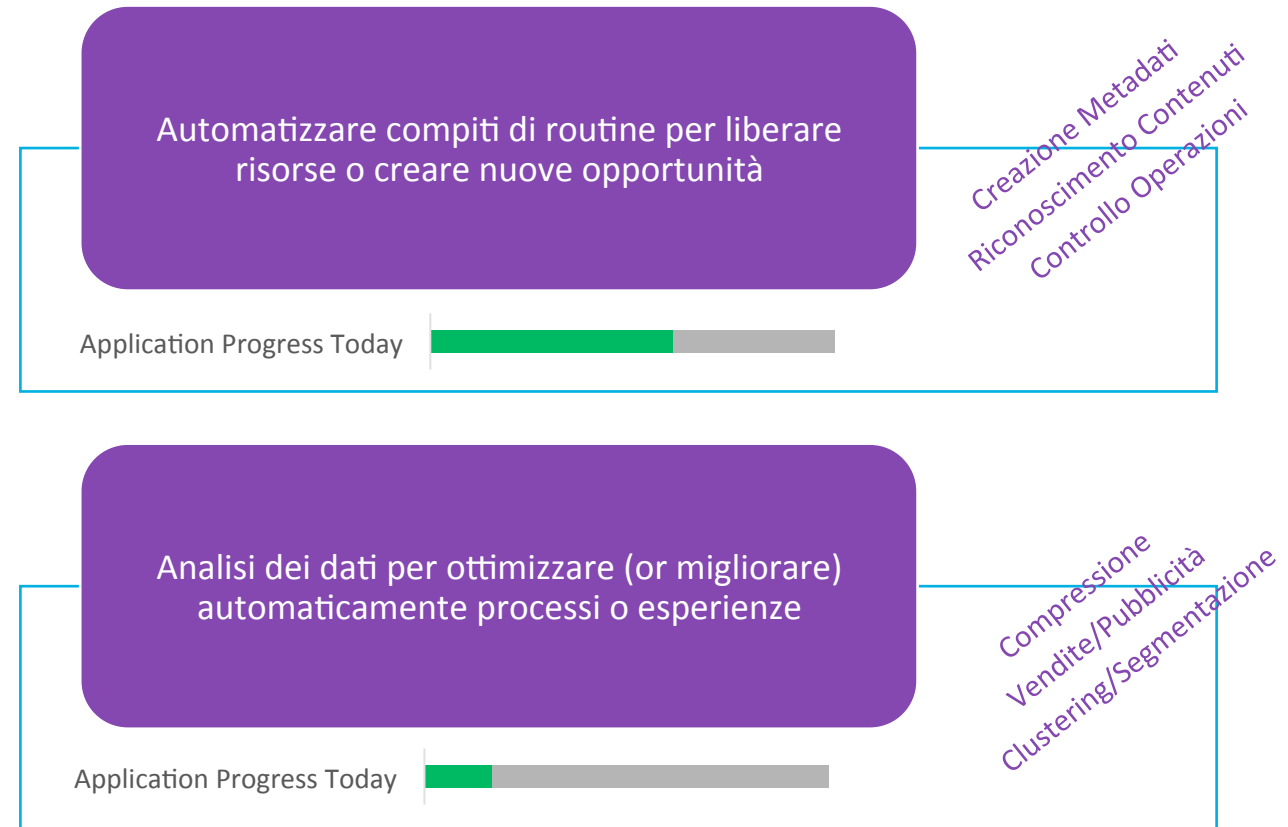 Automatizzare compiti di routine per liberare
risorse o creare nuove opportunità
Creazione Metadati
Riconoscimento Contenuti
Controllo Operazioni
Application Progress Today
Analisi dei dati per ottimizzare (or migliorare)
automaticamente processi o esperienze
Compressione
Vendite/Pubblicità
Clustering/Segmentazione
Application Progress Today